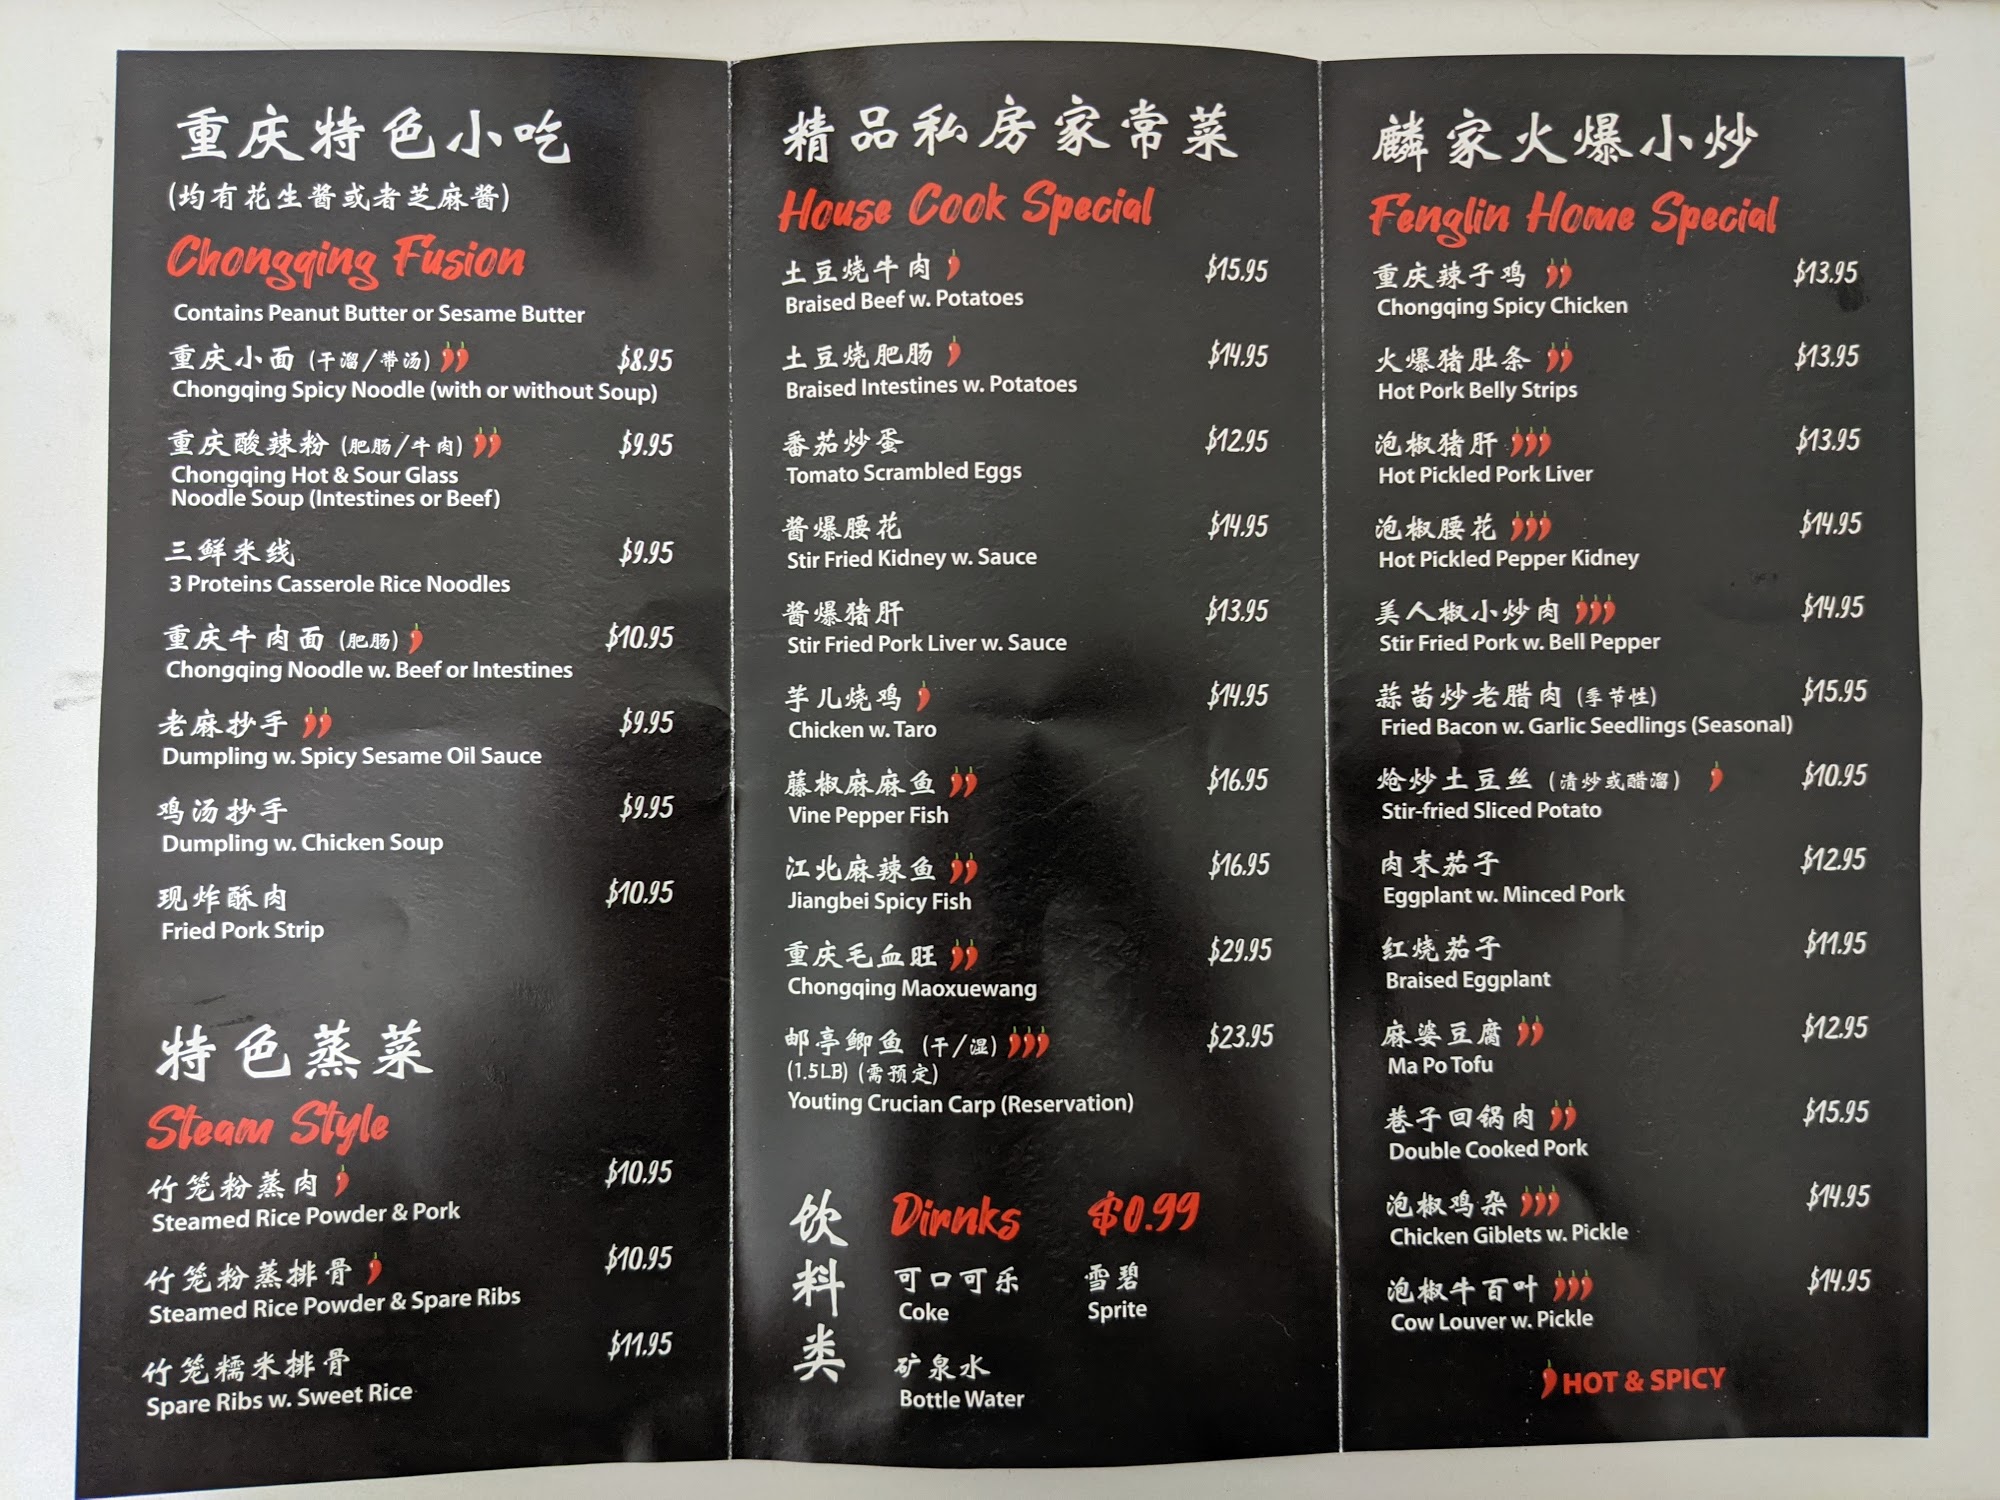 重庆特色小吃
(均有花生酱或者芝麻酱)
Chongqing Fusion
Contains Peanut Butter or Sesame Butter
重庆小面 (干溜/带汤) $8.95
Chongqing Spicy Noodle (with or without Soup)
重庆酸辣粉 (肥肠/牛肉) $9.95
Chongqing Hot & Sour Glass
Noodle Soup (Intestines or Beef)
三鲜米线 $9.95
3 Proteins Casserole Rice Noodles
重庆牛肉面 (肥肠) $10.95
Chongqing Noodle w. Beef or Intestines
老麻抄手 $9.95
Dumpling w. Spicy Sesame Oil Sauce
鸡汤抄手 $9.95
Dumpling w. Chicken Soup
现炸酥肉 $10.95
Fried Pork Strip
特色蒸菜
Steam Style
竹笼粉蒸肉 $10.95
Steamed Rice Powder & Pork
竹笼粉蒸排骨 $10.95
Steamed Rice Powder & Spare Ribs
竹笼糯米排骨 $11.95
Spare Ribs w. Sweet Rice
精品私房家常菜
House Cook Special
土豆烧牛肉 $15.95
Braised Beef w. Potatoes
土豆烧肥肠 $14.95
Braised Intestines w. Potatoes
番茄炒蛋 $12.95
Tomato Scrambled Eggs
酱爆腰花 $14.95
Stir Fried Kidney w. Sauce
酱爆猪肝 $13.95
Stir Fried Pork Liver w. Sauce
芋儿烧鸡 $14.95
Chicken w. Taro
藤椒麻麻鱼 $16.95
Vine Pepper Fish
江北麻辣鱼 $16.95
Jiangbei Spicy Fish
重庆毛血旺 $29.95
Chongqing Maoxuewang
邮亭鲫鱼 (干/湿) $23.95
(1.5LB) (需预定)
Youting Crucian Carp (Reservation)
饮料类
Dirnks $0.99
可口可乐 雪碧
Coke Sprite
矿泉水
Bottle Water
麟家火爆小炒
Fenglin Home Special
重庆辣子鸡 $13.95
Chongqing Spicy Chicken
火爆猪肚条 $13.95
Hot Pork Belly Strips
泡椒猪肝 $13.95
Hot Pickled Pork Liver
泡椒腰花 $14.95
Hot Pickled Pepper Kidney
美人椒小炒肉 $14.95
Stir Fried Pork w. Bell Pepper
蒜苗炒老腊肉 (季节性) $15.95
Fried Bacon w. Garlic Seedlings (Seasonal)
炝炒土豆丝 (清炒或醋溜) $10.95
Stir-fried Sliced Potato
肉末茄子 $12.95
Eggplant w. Minced Pork
红烧茄子 $11.95
Braised Eggplant
麻婆豆腐 $12.95
Ma Po Tofu
巷子回锅肉 $15.95
Double Cooked Pork
泡椒鸡杂 $14.95
Chicken Giblets w. Pickle
泡椒牛百叶 $14.95
Cow Louver w. Pickle
HOT & SPICY